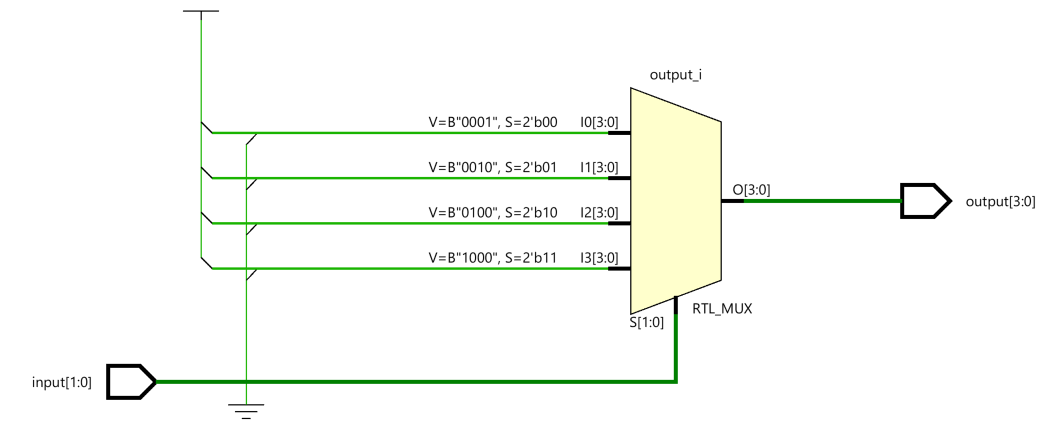 output_i
V=B"0001", S=2'b00 I0[3:0]
V=B"0010", S=2'b01 I1[3:0]
V=B"0100", S=2'b10 I2[3:0]
V=B"1000", S=2'b11 I3[3:0]
O[3:0]
output[3:0]
S[1:0]
RTL_MUX
input[1:0]